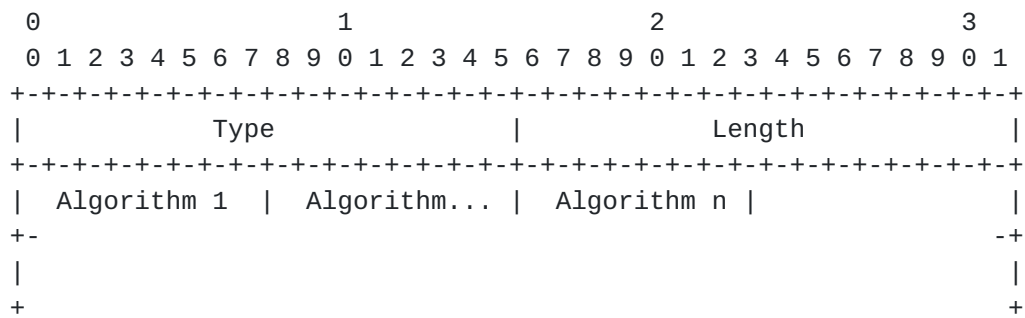 0                   1                   2                   3
 0 1 2 3 4 5 6 7 8 9 0 1 2 3 4 5 6 7 8 9 0 1 2 3 4 5 6 7 8 9 0 1
+-+-+-+-+-+-+-+-+-+-+-+-+-+-+-+-+-+-+-+-+-+-+-+-+-+-+-+-+-+-+-+-+
|            Type               |            Length             |
+-+-+-+-+-+-+-+-+-+-+-+-+-+-+-+-+-+-+-+-+-+-+-+-+-+-+-+-+-+-+-+-+
|  Algorithm 1  |  Algorithm... |  Algorithm n |                |
+-                                                             -+
|                                                               |
+                                                               +